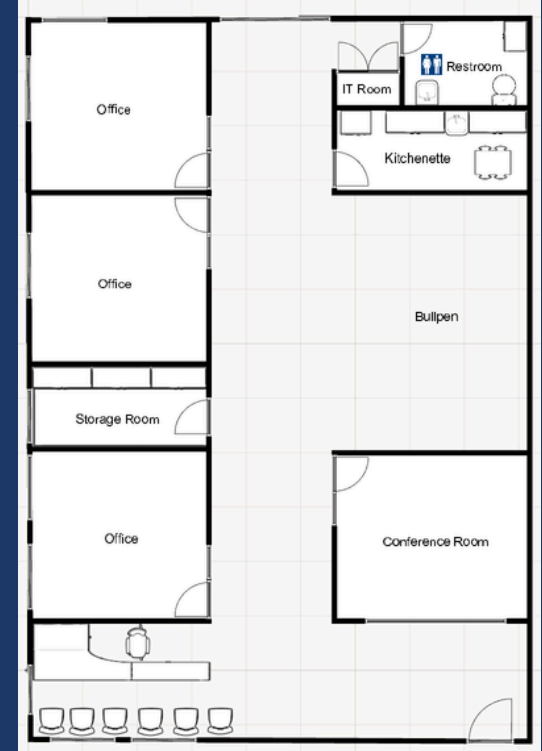 Office
IT Room
Restroom
Kitchenette
Office
Bullpen
Storage Room
Office
Conference Room